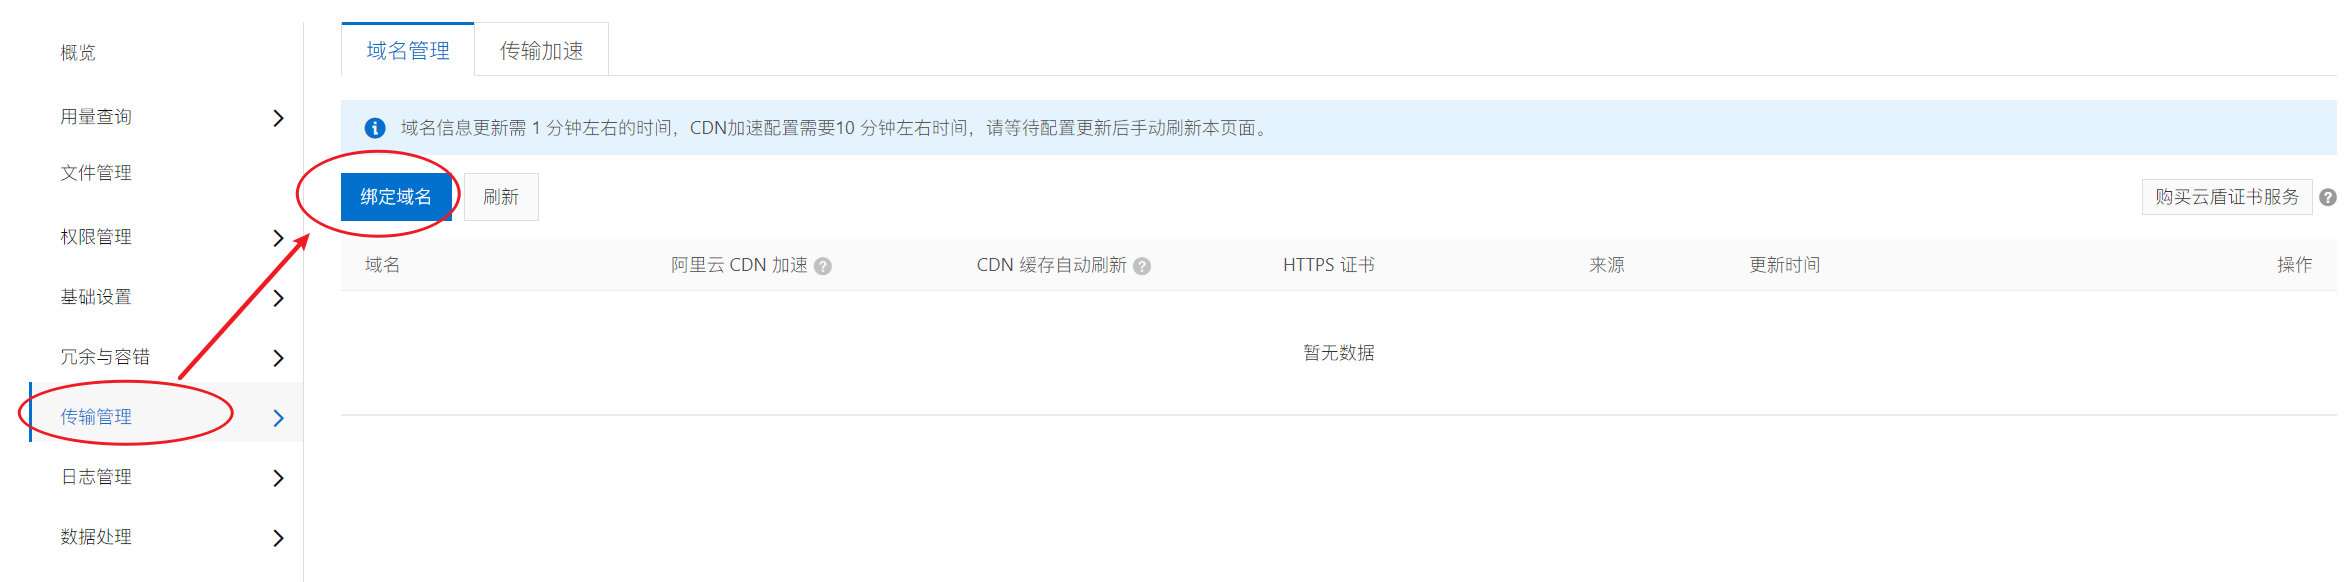 概览
用量查询
文件管理
权限管理
基础设置
冗余与容错
传输管理
日志管理
数据处理
域名管理 传输加速
域名信息更新需 1 分钟左右的时间，CDN加速配置需要10 分钟左右时间，请等待配置更新后手动刷新本页面。
绑定域名 刷新 购买云盾证书服务
域名 阿里云 CDN 加速 CDN 缓存自动刷新 HTTPS 证书 来源 更新时间 操作
暂无数据